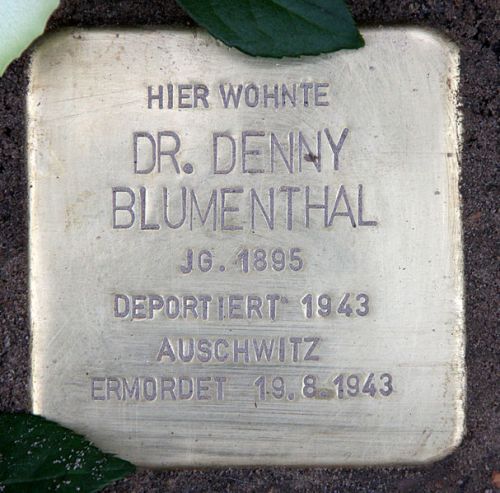 HIER WOHNTE
DR. DENNY
BLUMENTHAL
JG. 1895
DEPORTIERT 1943
AUSCHWITZ
ERMORDET 19.8.1943